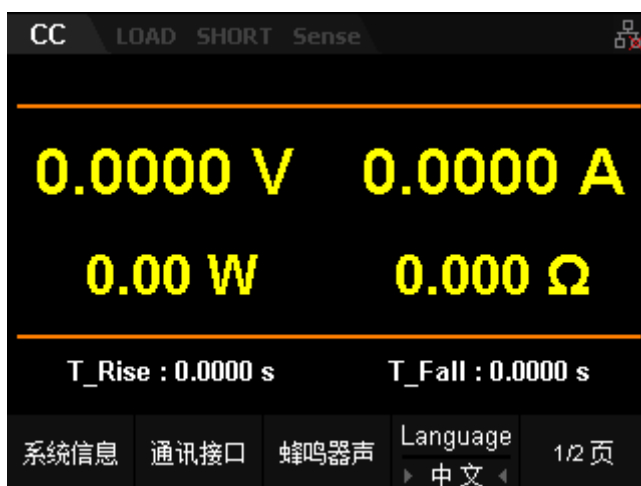 CC LOAD SHORT Sense
0.0000 V 0.0000 A
0.00 W 0.000 Ω
T_Rise : 0.0000 s T_Fall : 0.0000 s
系统信息 通讯接口 蜂鸣器声 Language 1/2 页
中文